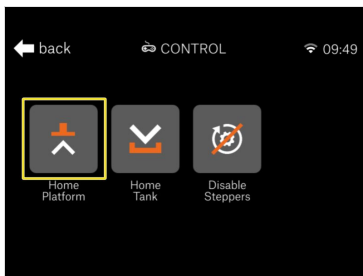 back
CONTROL
09:49
Home
Platform
Home
Tank
Disable
Steppers